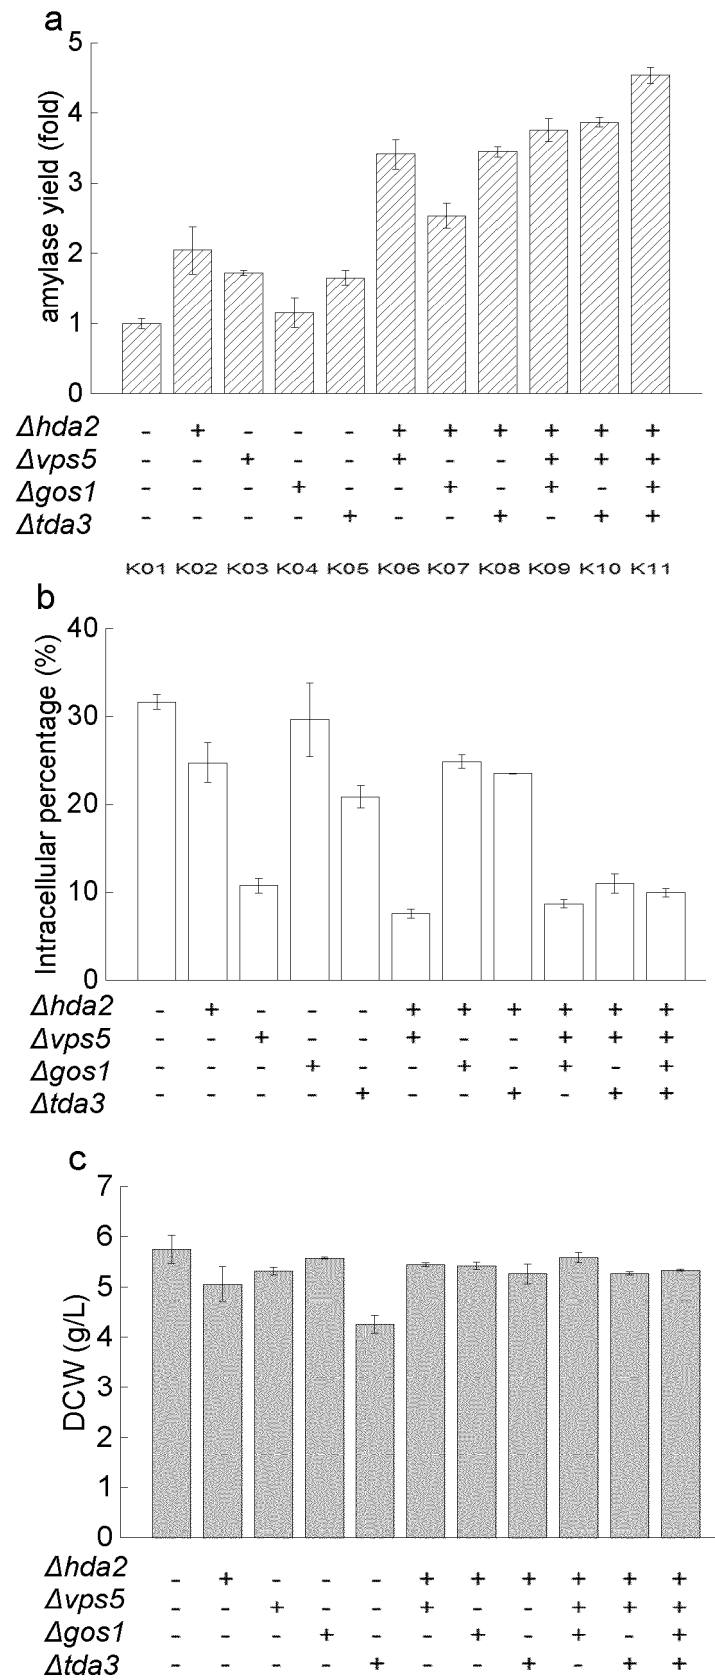 a
amylase yield (fold)
5
4
3
2
1
0
Δhda2 - + - - - + + + + + +
Δvps5 - - + - - + - - + + +
Δgos1 - - - + - - + - + - +
Δtda3 - - - - + - - + - + +
K01 K02 K03 K04 K05 K06 K07 K08 K09 K10 K11
b
Intracellular percentage (%)
40
30
20
10
0
Δhda2 - + - - - + + + + + +
Δvps5 - - + - - + - - + + +
Δgos1 - - - + - - + - + - +
Δtda3 - - - - + - - + - + +
c
DCW (g/L)
7
6
5
4
3
2
1
0
Δhda2 - + - - - + + + + + +
Δvps5 - - + - - + - - + + +
Δgos1 - - - + - - + - + - +
Δtda3 - - - - + - - + - + +